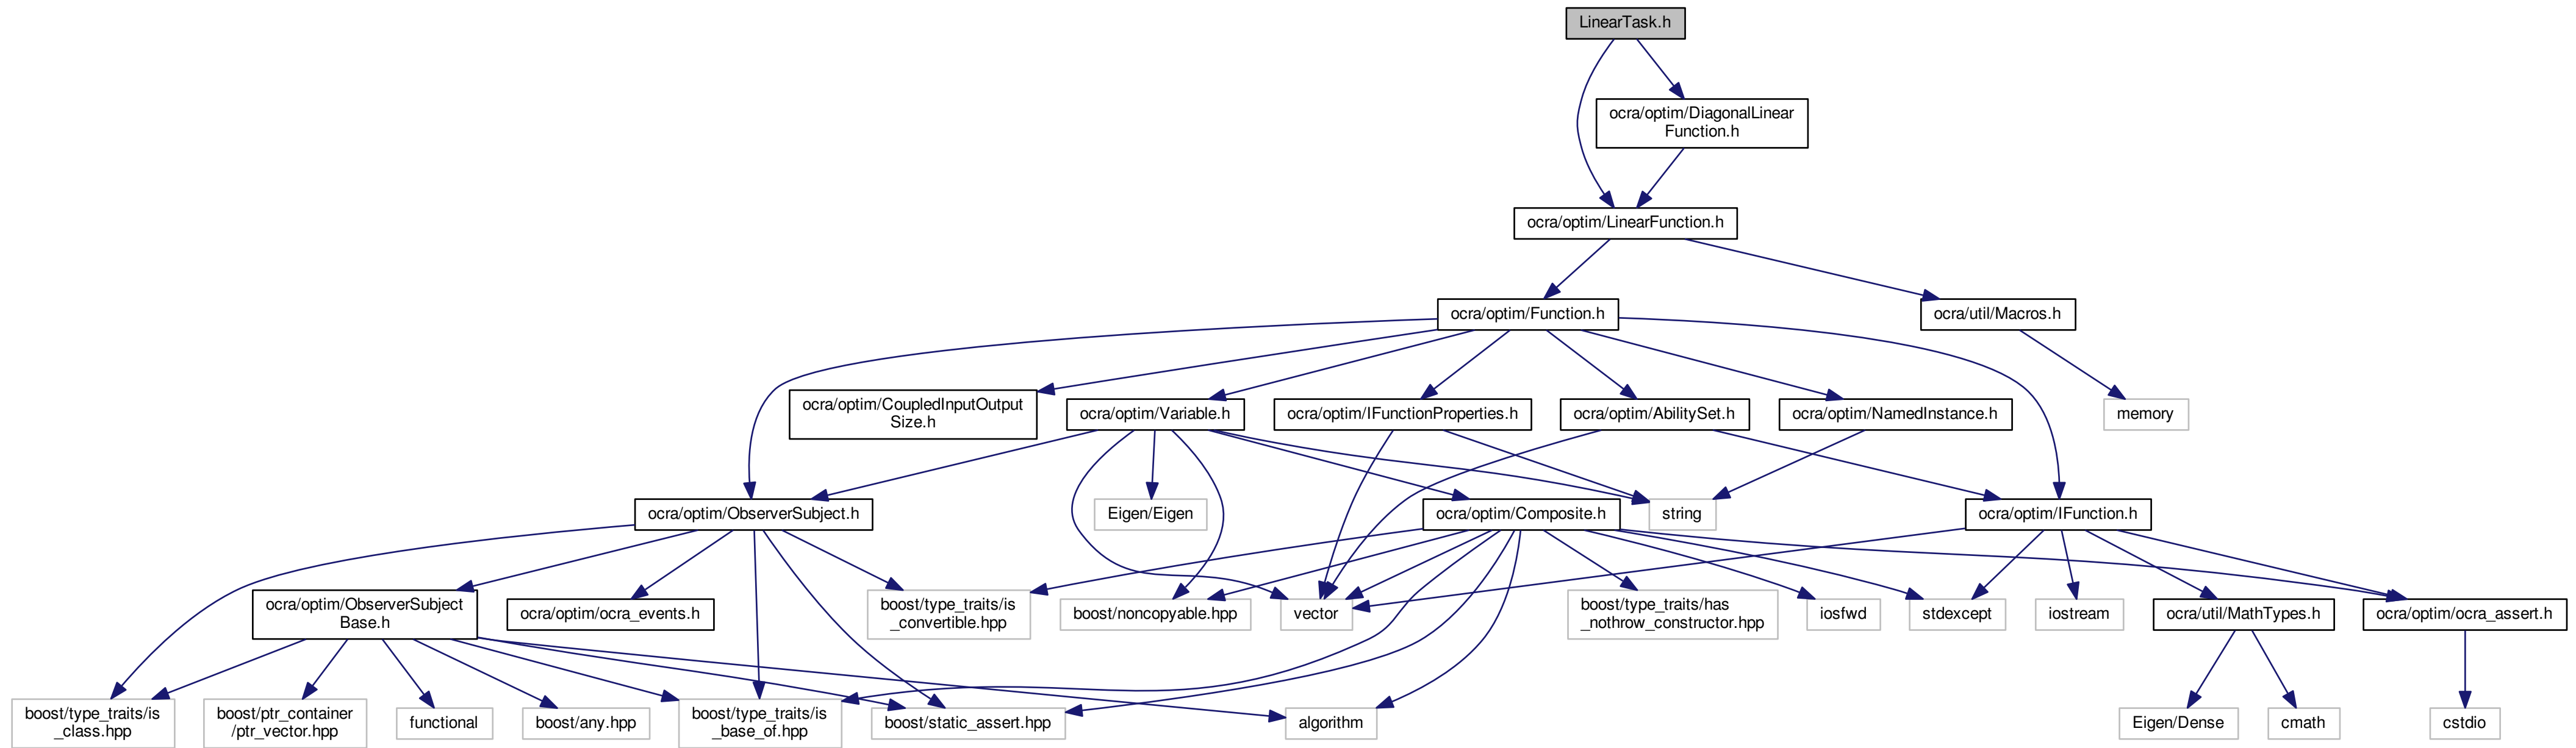 LinearTask.h
ocra/optim/DiagonalLinear
Function.h
ocra/optim/LinearFunction.h
ocra/optim/Function.h
ocra/util/Macros.h
ocra/optim/CoupledInputOutput
Size.h
ocra/optim/Variable.h
ocra/optim/IFunctionProperties.h
ocra/optim/AbilitySet.h
ocra/optim/NamedInstance.h
memory
ocra/optim/ObserverSubject.h
Eigen/Eigen
ocra/optim/Composite.h
string
ocra/optim/IFunction.h
ocra/optim/ObserverSubject
Base.h
ocra/optim/ocra_events.h
boost/type_traits/is
_convertible.hpp
boost/noncopyable.hpp
vector
boost/type_traits/has
_nothrow_constructor.hpp
iosfwd
stdexcept
iostream
ocra/util/MathTypes.h
ocra/optim/ocra_assert.h
boost/type_traits/is
_class.hpp
boost/ptr_container
/ptr_vector.hpp
functional
boost/any.hpp
boost/type_traits/is
_base_of.hpp
boost/static_assert.hpp
algorithm
Eigen/Dense
cmath
cstdio